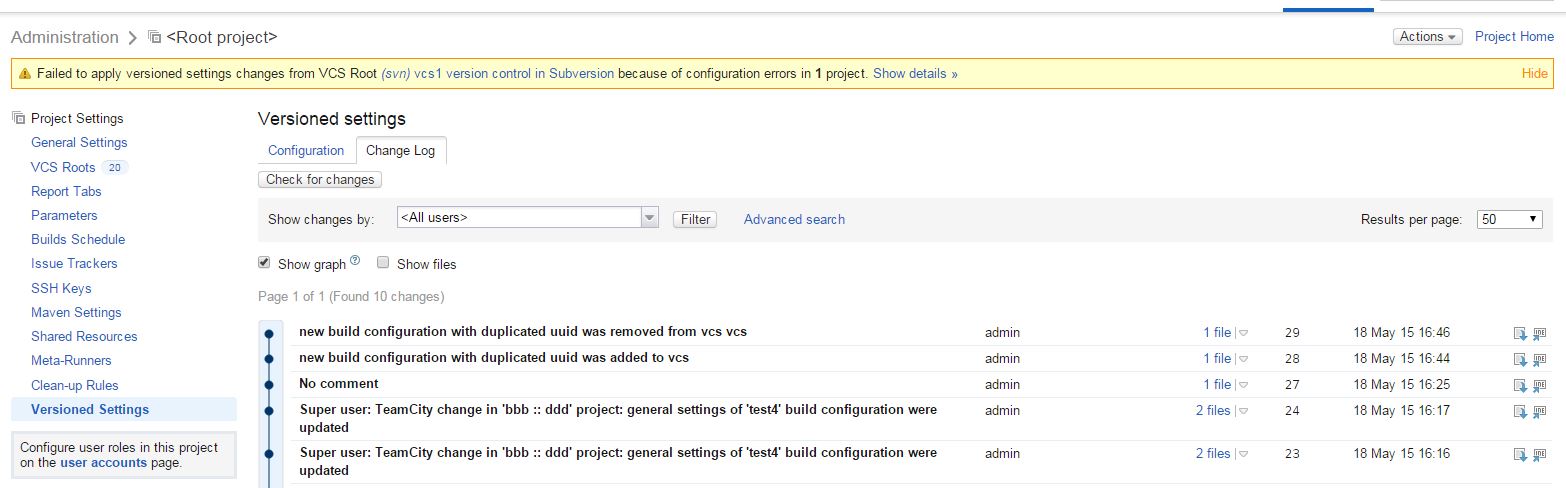 Administration > <Root project>
Actions Project Home
Failed to apply versioned settings changes from VCS Root (svn) vcs1 version control in Subversion because of configuration errors in 1 project. Show details »
Hide
Project Settings
General Settings
VCS Roots 20
Report Tabs
Parameters
Builds Schedule
Issue Trackers
SSH Keys
Maven Settings
Shared Resources
Meta-Runners
Clean-up Rules
Versioned Settings
Configure user roles in this project
on the user accounts page.
Versioned settings
Configuration Change Log
Check for changes
Show changes by: <All users> Filter Advanced search Results per page: 50
Show graph ? Show files
Page 1 of 1 (Found 10 changes)
new build configuration with duplicated uuid was removed from vcs vcs admin 1 file 29 18 May 15 16:46
new build configuration with duplicated uuid was added to vcs admin 1 file 28 18 May 15 16:44
No comment admin 1 file 27 18 May 15 16:25
Super user: TeamCity change in 'bbb :: ddd' project: general settings of 'test4' build configuration were admin 2 files 24 18 May 15 16:17
updated
Super user: TeamCity change in 'bbb :: ddd' project: general settings of 'test4' build configuration were admin 2 files 23 18 May 15 16:16
updated